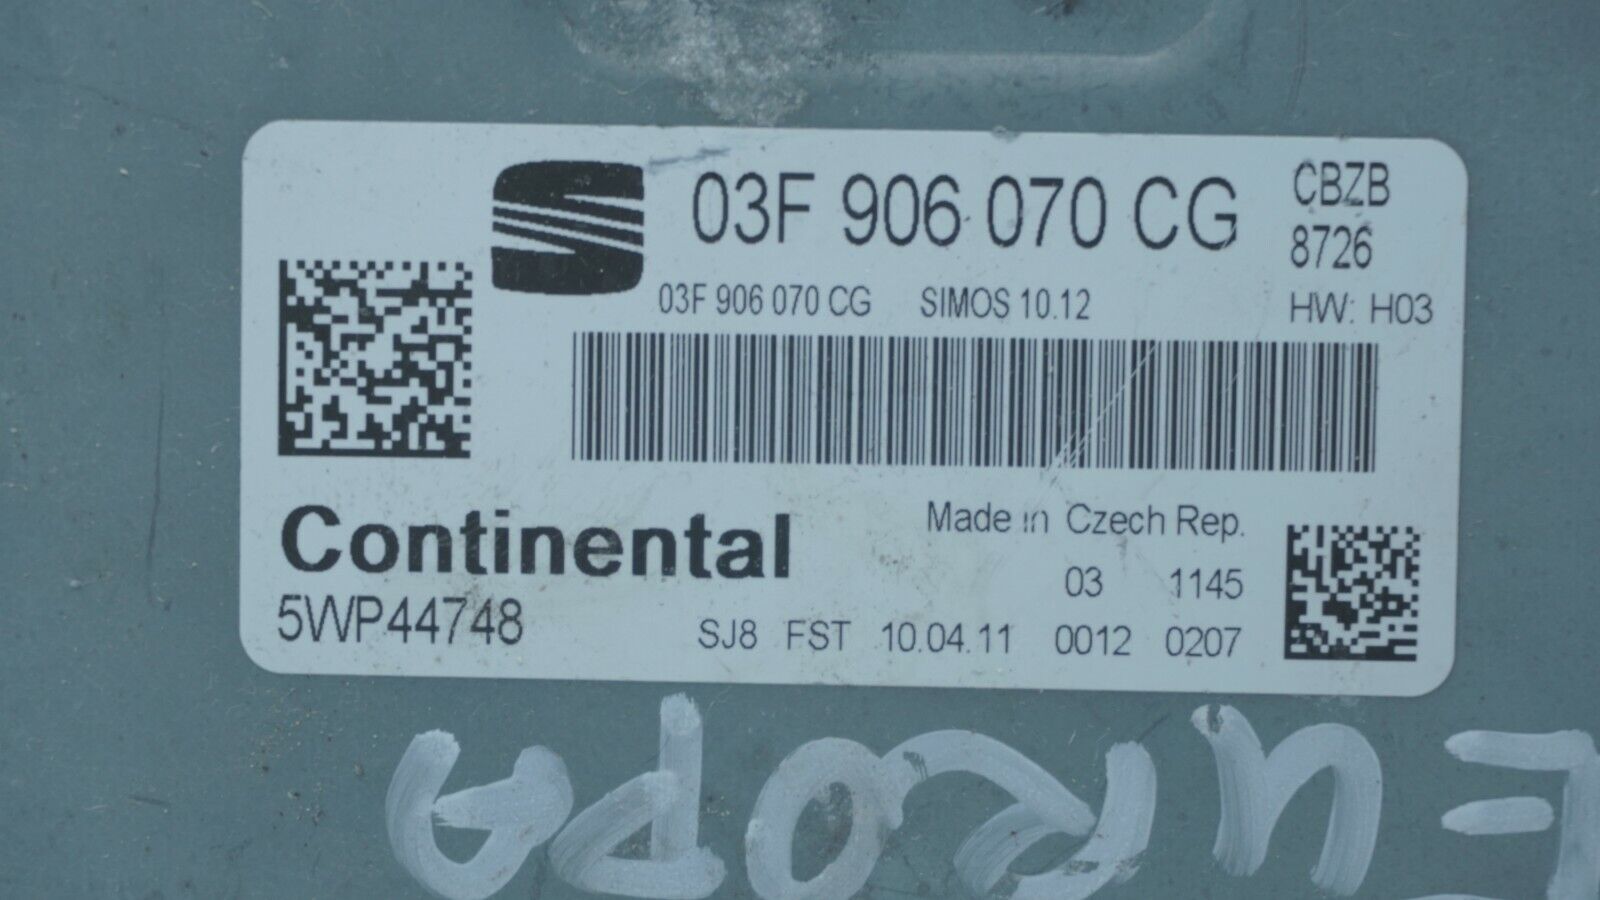 03F 906 070 CG
CBZB
8726
03F 906 070 CG SIMOS 10.12
HW: H03
Continental
Made in Czech Rep.
03 1145
5WP44748
SJ8 FST 10.04.11 0012 0207
EUROPA